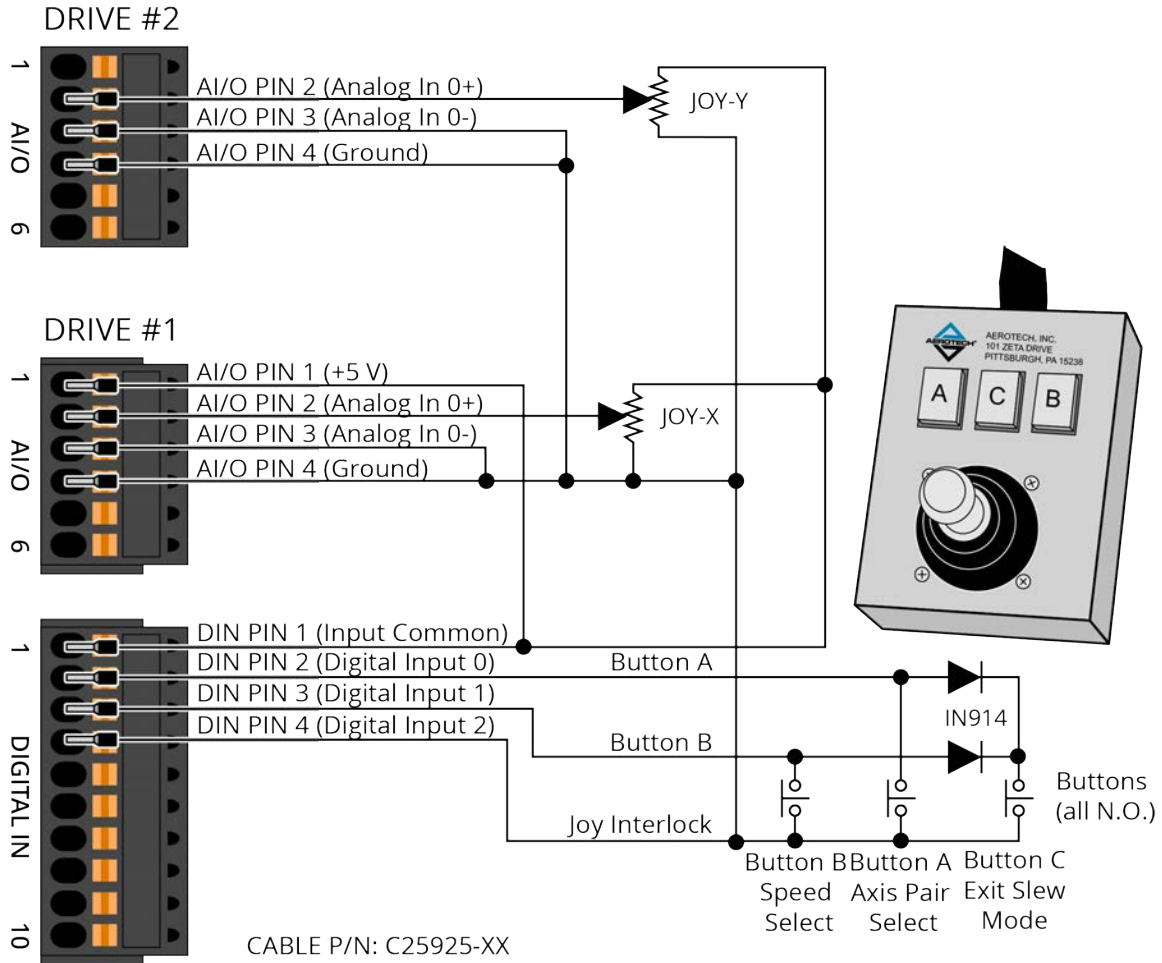 DRIVE #2
1
AI/O
6
AI/O PIN 2 (Analog In 0+)
AI/O PIN 3 (Analog In 0-)
AI/O PIN 4 (Ground)
JOY-Y
DRIVE #1
1
AI/O
6
AI/O PIN 1 (+5 V)
AI/O PIN 2 (Analog In 0+)
AI/O PIN 3 (Analog In 0-)
AI/O PIN 4 (Ground)
JOY-X
AEROTECH
AEROTECH, INC.
101 ZETA DRIVE
PITTSBURGH, PA 15238
A C B
1
DIGITAL IN
10
DIN PIN 1 (Input Common)
DIN PIN 2 (Digital Input 0)
DIN PIN 3 (Digital Input 1)
DIN PIN 4 (Digital Input 2)
Button A
IN914
Button B
Joy Interlock
Buttons
(all N.O.)
Button B
Speed
Select
Button A
Axis Pair
Select
Button C
Exit Slew
Mode
CABLE P/N: C25925-XX